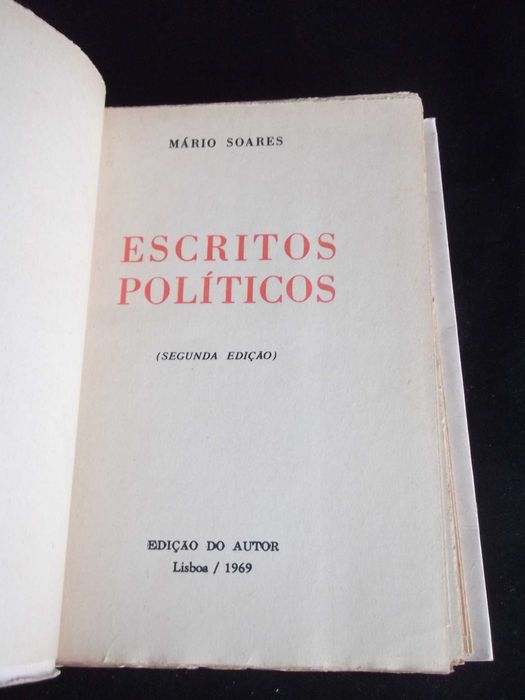 MÁRIO SOARES
ESCRITOS
POLÍTICOS
(SEGUNDA EDIÇÃO)
EDIÇÃO DO AUTOR
Lisboa / 1969